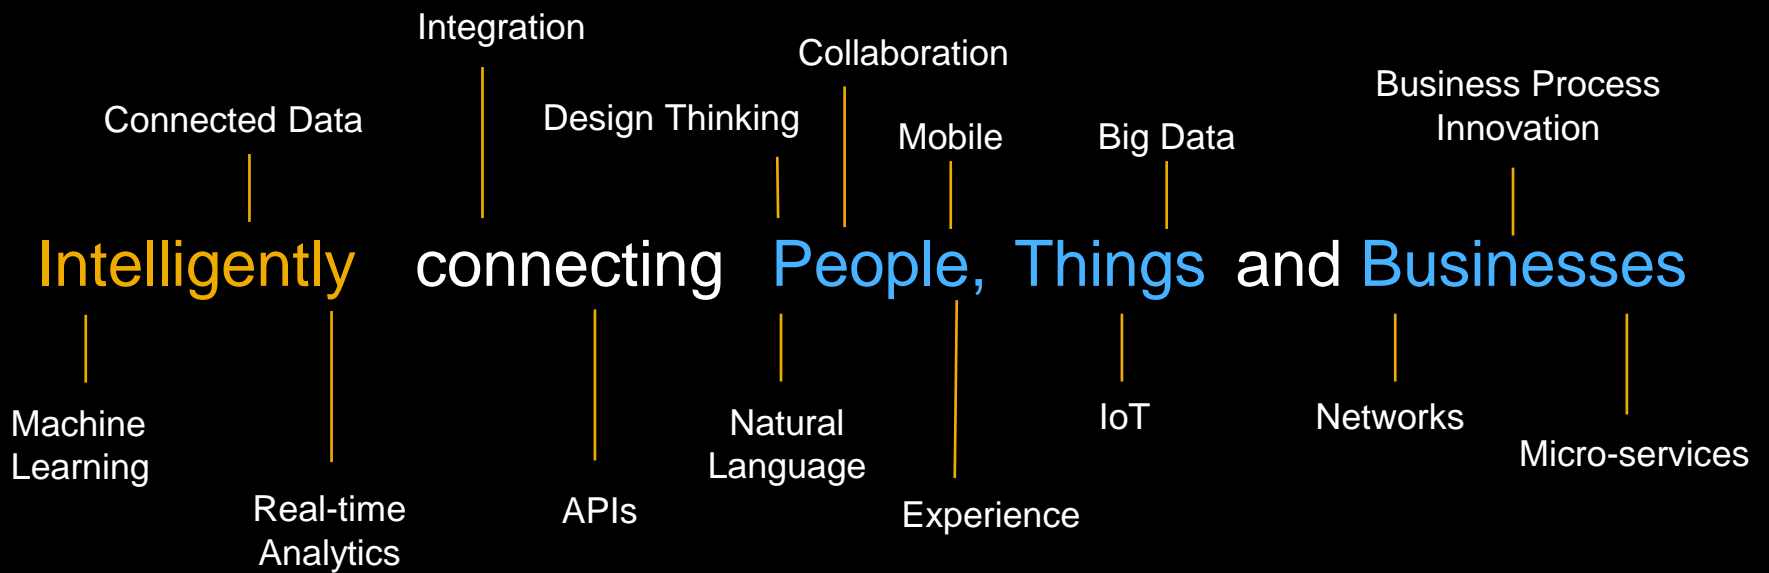 Integration
Collaboration
Business Process
Innovation
Connected Data
Design Thinking
Mobile
Big Data
Intelligently connecting People, Things and Businesses
Machine
Learning
Real-time
Analytics
APIs
Natural
Language
Experience
IoT
Networks
Micro-services